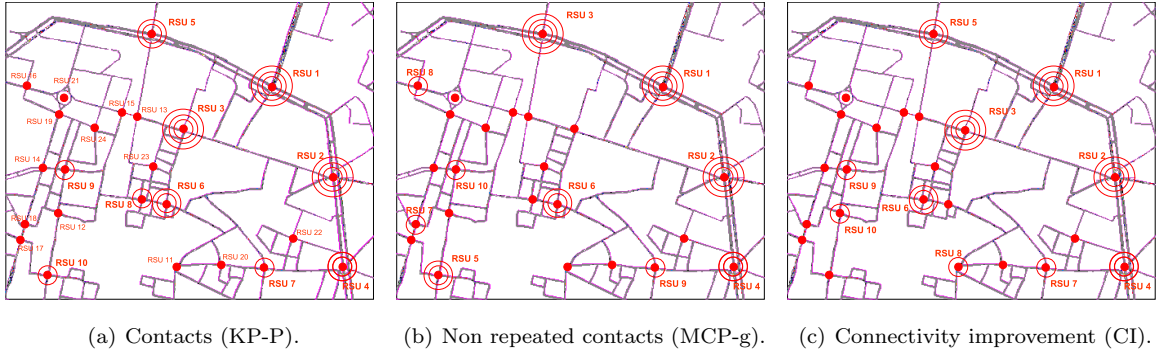 RSU 5
RSU 1
RSU 16
RSU 21
RSU 15
RSU 13
RSU 3
RSU 19
RSU 24
RSU 14
RSU 23
RSU 2
RSU 9
RSU 8
RSU 6
RSU 18
RSU 12
RSU 17
RSU 22
RSU 10
RSU 11
RSU 20
RSU 7
RSU 4
(a) Contacts (KP-P).
RSU 3
RSU 1
RSU 8
RSU 2
RSU 10
RSU 6
RSU 7
RSU 5
RSU 9
RSU 4
(b) Non repeated contacts (MCP-g).
RSU 5
RSU 1
RSU 3
RSU 2
RSU 9
RSU 6
RSU 10
RSU 8
RSU 7
RSU 4
(c) Connectivity improvement (CI).